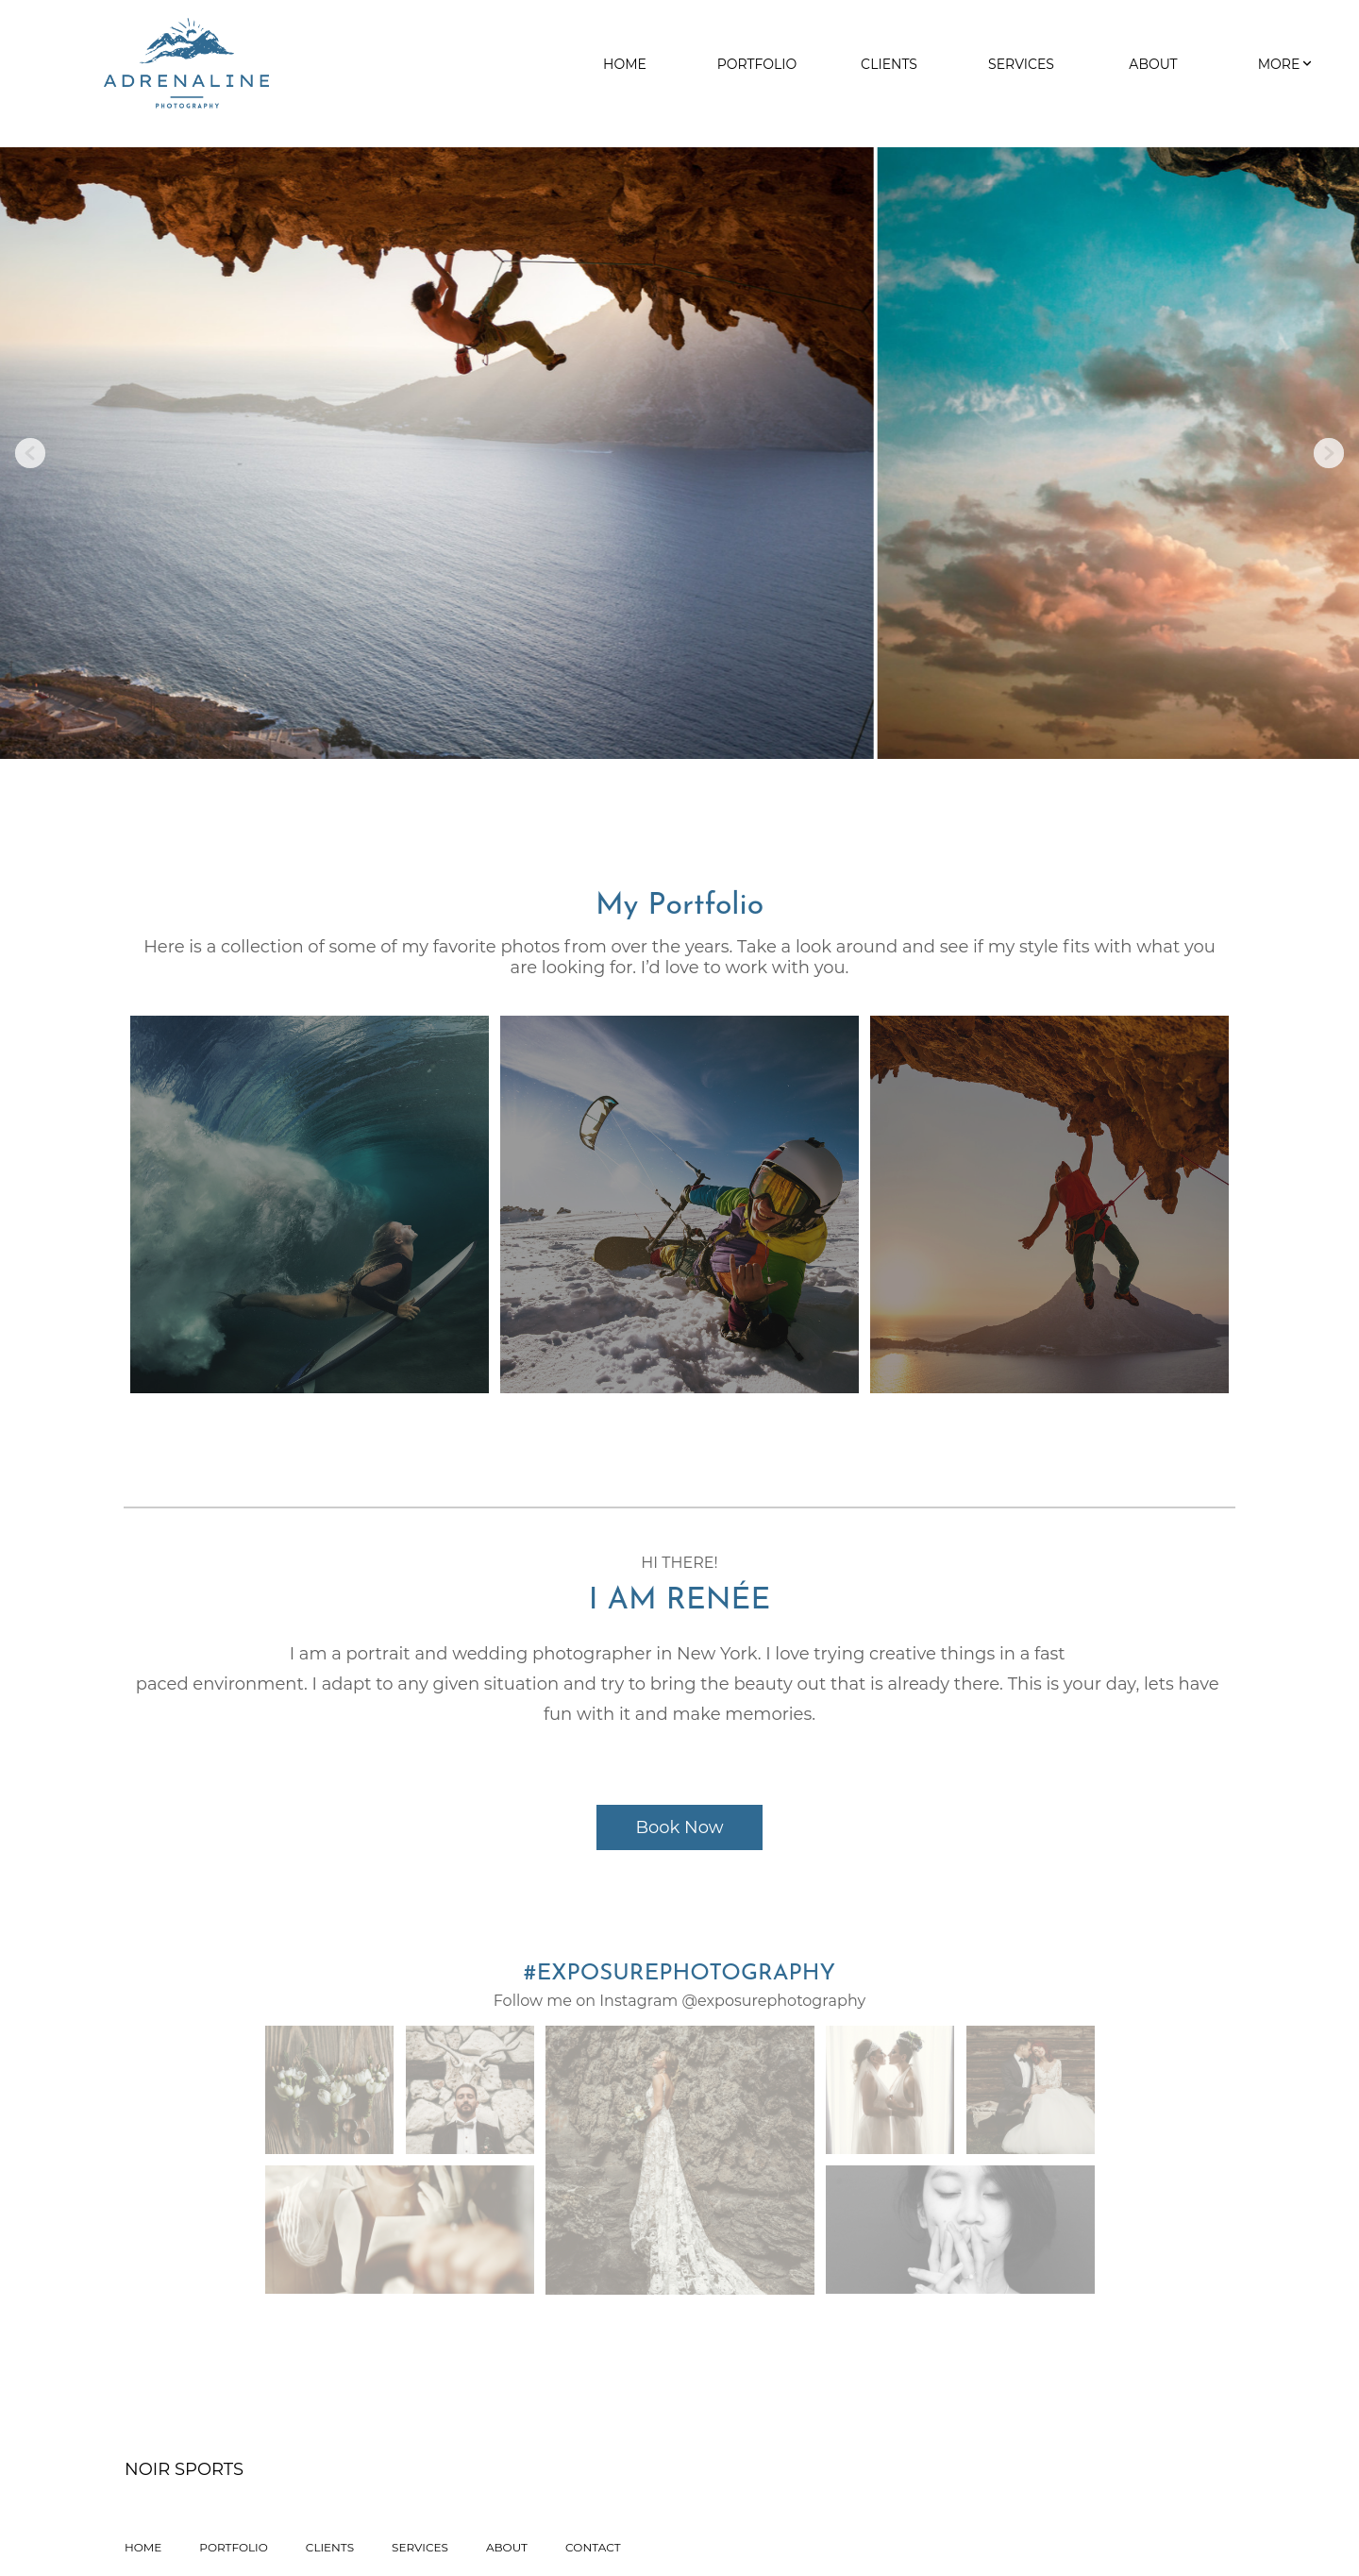 ADRENALINE
PHOTOGRAPHY
HOME PORTFOLIO CLIENTS SERVICES ABOUT MORE
My Portfolio
Here is a collection of some of my favorite photos from over the years. Take a look around and see if my style fits with what you
are looking for. I’d love to work with you.
HI THERE!
I AM RENÉE
I am a portrait and wedding photographer in New York. I love trying creative things in a fast
paced environment. I adapt to any given situation and try to bring the beauty out that is already there. This is your day, lets have
fun with it and make memories.
Book Now
#EXPOSUREPHOTOGRAPHY
Follow me on Instagram @exposurephotography
NOIR SPORTS
HOME PORTFOLIO CLIENTS SERVICES ABOUT CONTACT